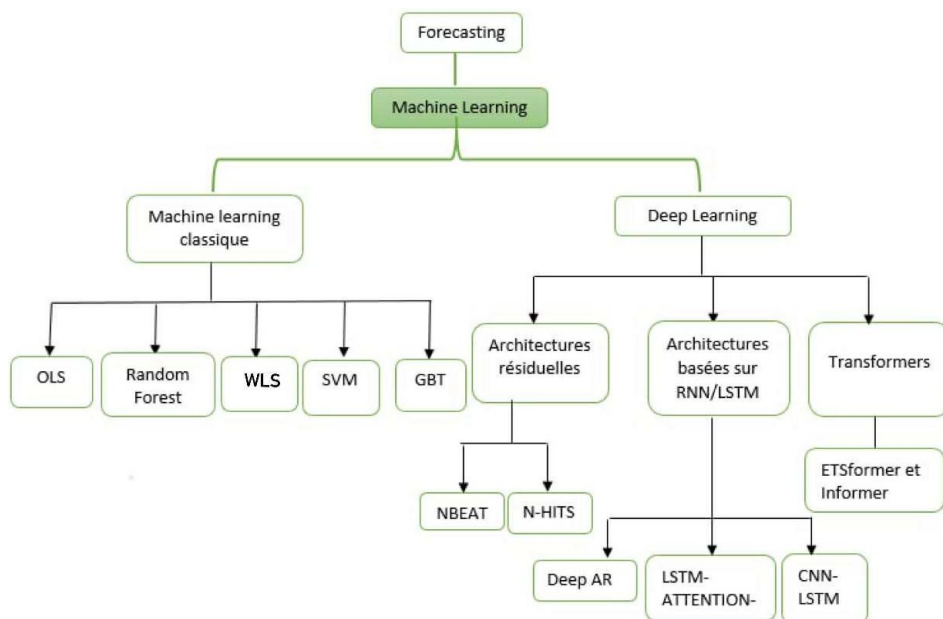 Forecasting
Machine Learning
Machine learning
classique
Deep Learning
OLS
Random
Forest
WLS
SVM
GBT
Architectures
résiduelles
Architectures
basées sur
RNN/LSTM
Transformers
NBEAT
N-HITS
ETSformer et
Informer
Deep AR
LSTM-
ATTENTION-
CNN-
LSTM